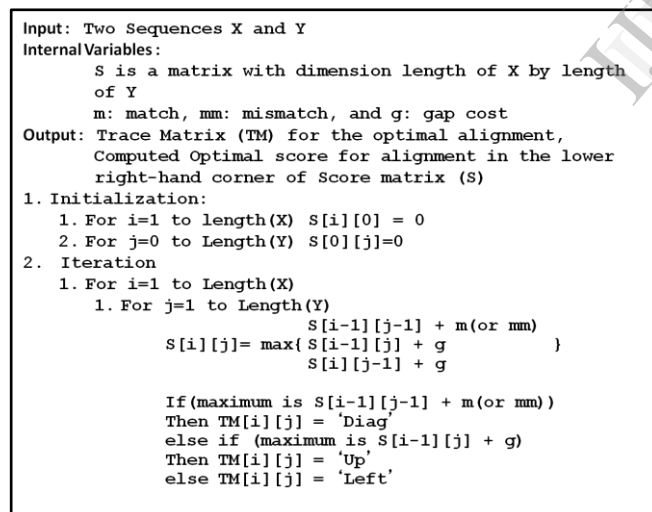 Input: Two Sequences X and Y
Internal Variables:
S is a matrix with dimension length of X by length
of Y
m: match, mm: mismatch, and g: gap cost
Output: Trace Matrix (TM) for the optimal alignment,
Computed Optimal score for alignment in the lower
right-hand corner of Score matrix (S)
1. Initialization:
1. For i=1 to length(X) S[i][0] = 0
2. For j=0 to Length(Y) S[0][j]=0
2. Iteration
1. For i=1 to Length(X)
1. For j=1 to Length(Y)
S[i-1][j-1] + m(or mm)
S[i][j]= max{ S[i-1][j] + g }
S[i][j-1] + g
If(maximum is S[i-1][j-1] + m(or mm))
Then TM[i][j] = 'Diag'
else if (maximum is S[i-1][j] + g)
Then TM[i][j] = 'Up'
else TM[i][j] = 'Left'